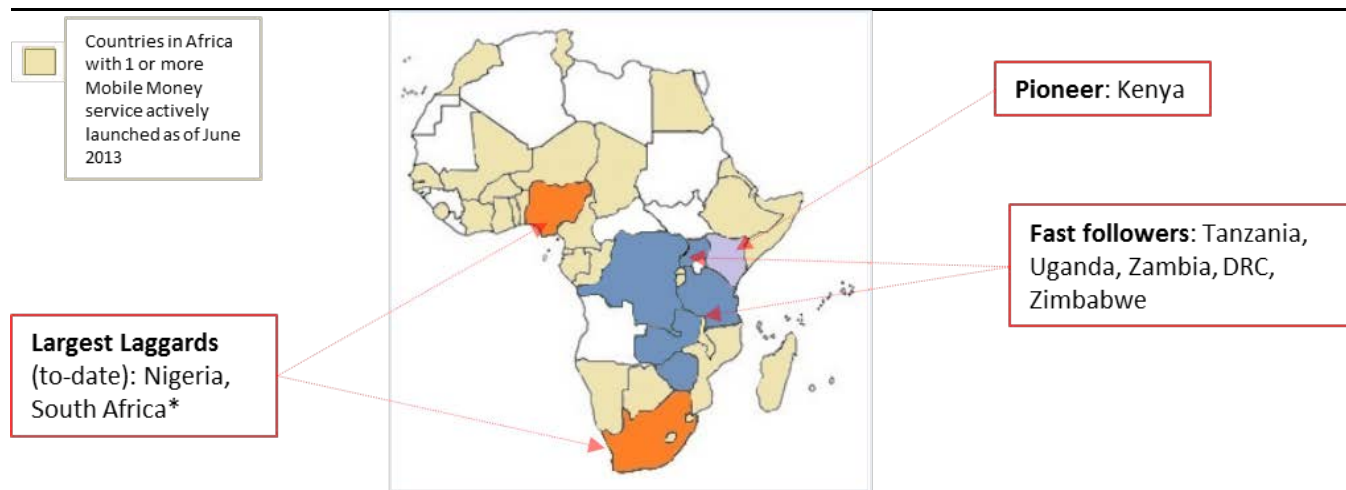 Countries in Africa
with 1 or more
Mobile Money
service actively
launched as of June
2013
Pioneer: Kenya
Fast followers: Tanzania,
Uganda, Zambia, DRC,
Zimbabwe
Largest Laggards
(to-date): Nigeria,
South Africa*